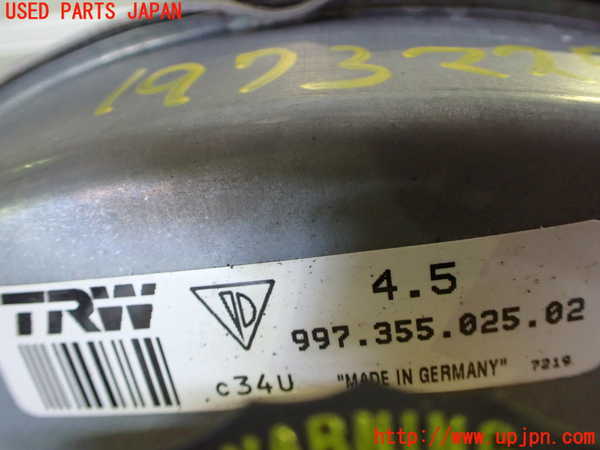 USED PARTS JAPAN
TRW
4.5
997.355.025.02
c34U
"MADE IN GERMANY"
7219
WARNING
http://www.upjpn.com/